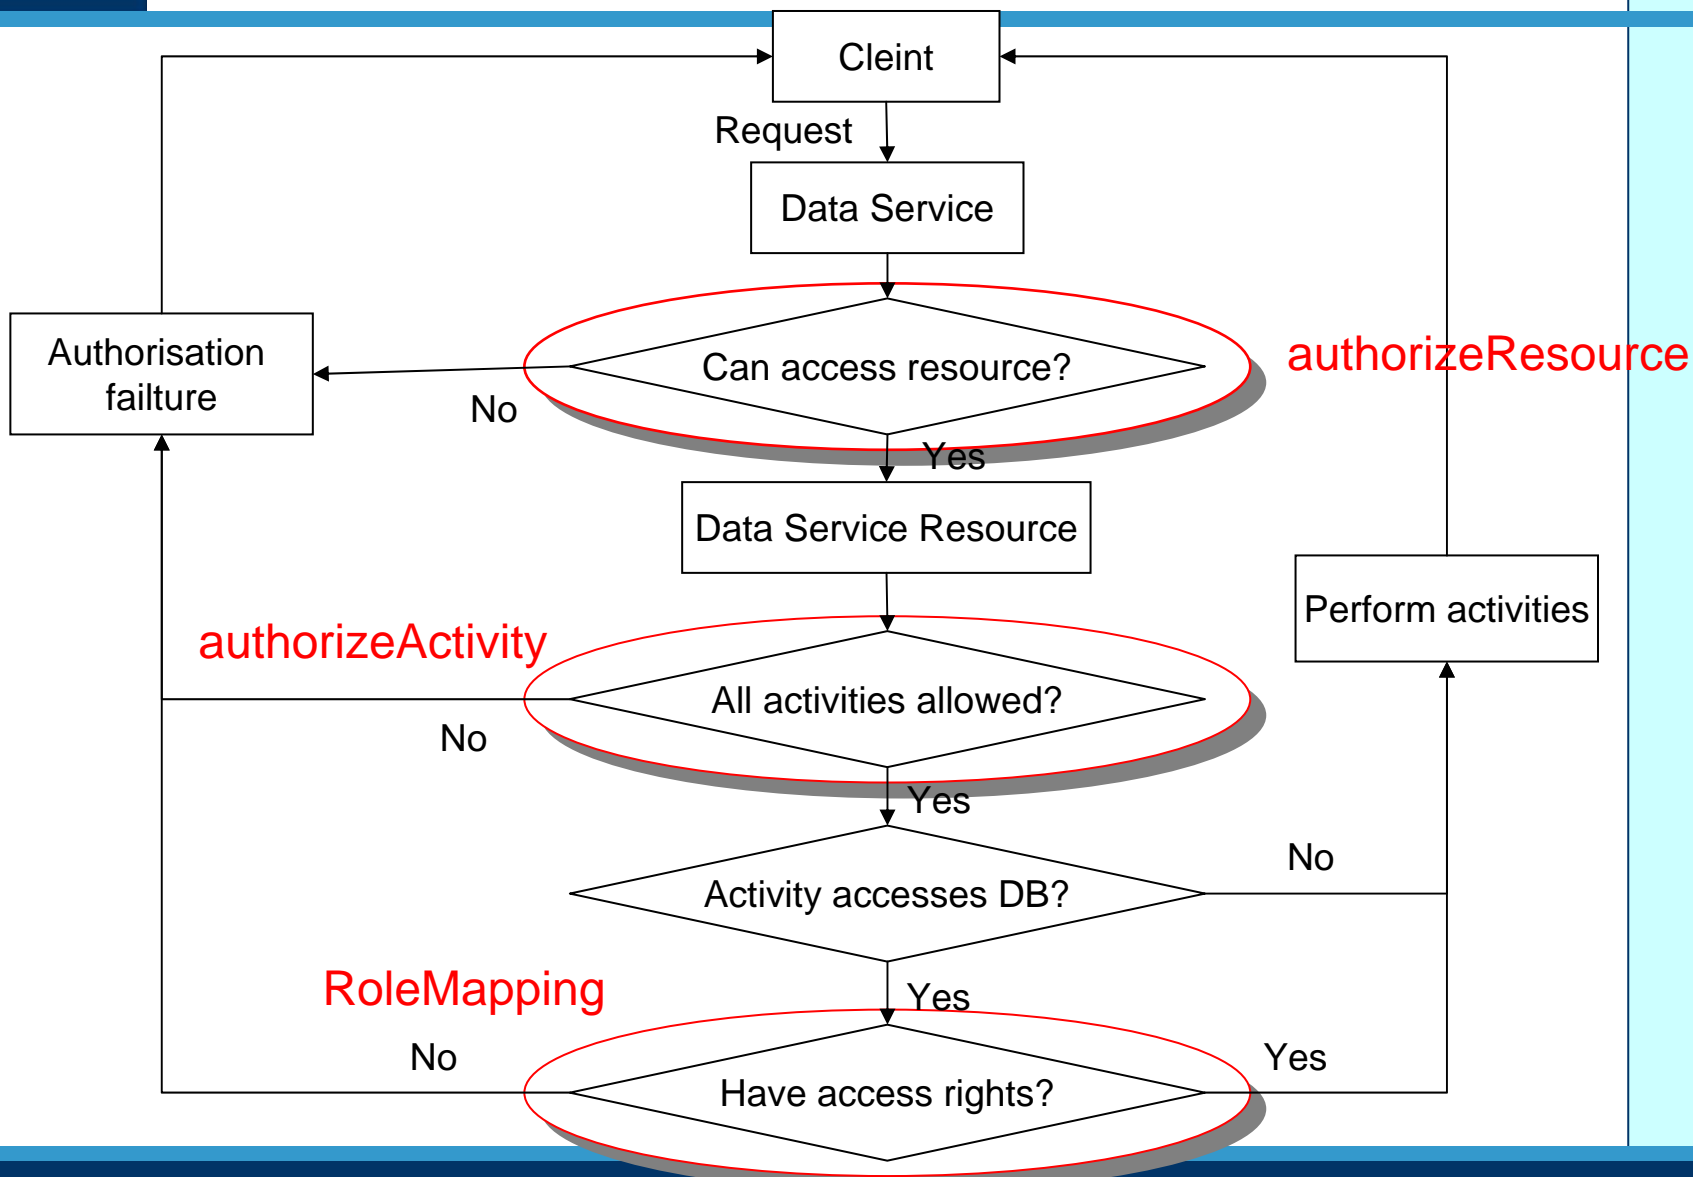 Cleint
Request
Data Service
Authorisation
failture
Can access resource?
authorizeResource
No
Yes
Data Service Resource
Perform activities
authorizeActivity
All activities allowed?
No
Yes
No
Activity accesses DB?
RoleMapping
Yes
No
Yes
Have access rights?